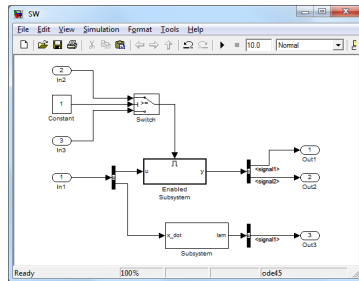 SW
File Edit View Simulation Format Tools Help
10.0 Normal
2
In2
1
Constant
>=
Switch
3
In3
1
In1
u
y
Enabled
Subsystem
<signal1>
<signal2>
1
Out1
2
Out2
x_dot
lam
Subsystem
<signal1>
3
Out3
Ready 100% ode45